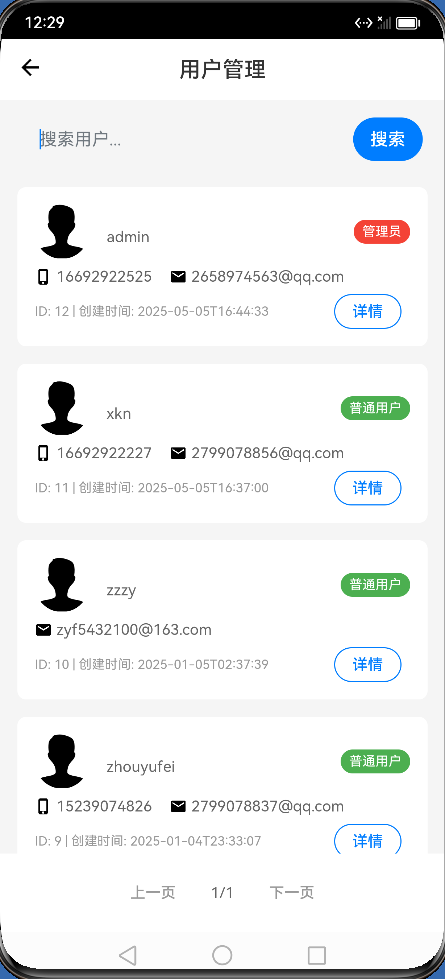 12:29
用户管理
搜索用户...
搜索
admin
管理员
16692922525 2658974563@qq.com
ID: 12 | 创建时间: 2025-05-05T16:44:33
详情
xkn
普通用户
16692922227 2799078856@qq.com
ID: 11 | 创建时间: 2025-05-05T16:37:00
详情
zzzy
普通用户
zyf5432100@163.com
ID: 10 | 创建时间: 2025-01-05T02:37:39
详情
zhouyufei
普通用户
15239074826 2799078837@qq.com
ID: 9 | 创建时间: 2025-01-04T23:33:07
详情
上一页 1/1 下一页